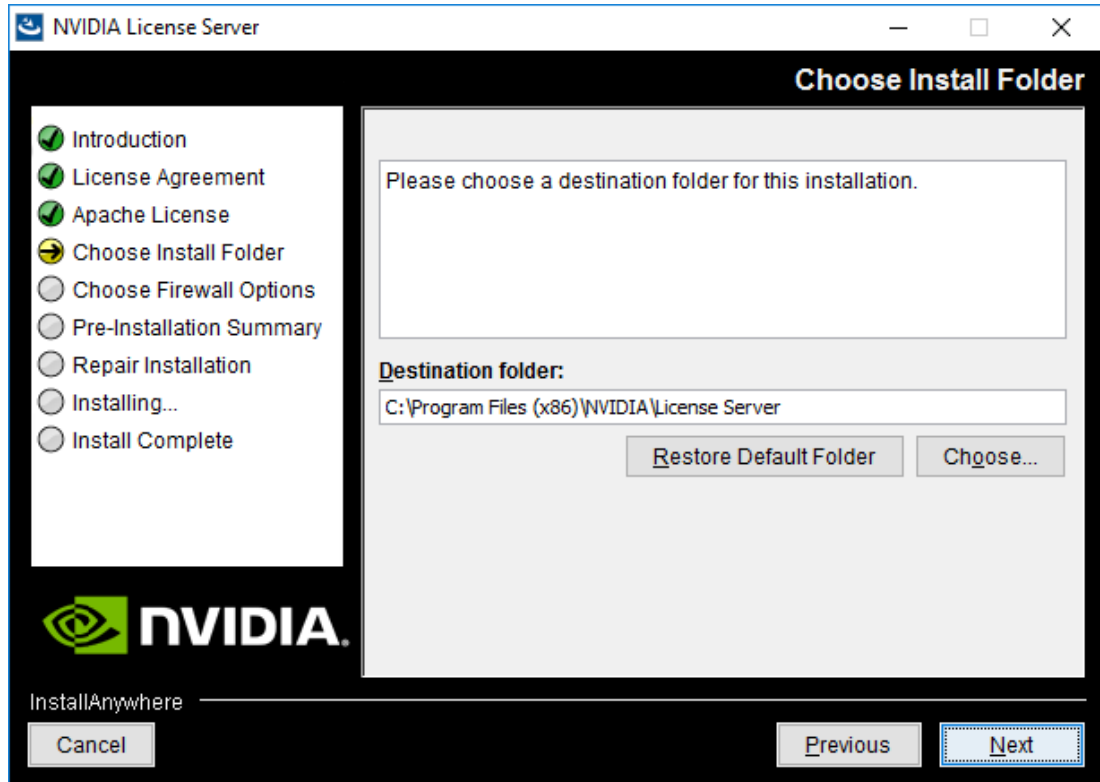 NVIDIA License Server
Choose Install Folder
Introduction
License Agreement
Apache License
Choose Install Folder
Choose Firewall Options
Pre-Installation Summary
Repair Installation
Installing...
Install Complete
Please choose a destination folder for this installation.
Destination folder:
C:\Program Files (x86)\NVIDIA\License Server
Restore Default Folder
Choose...
NVIDIA.
InstallAnywhere
Cancel
Previous
Next